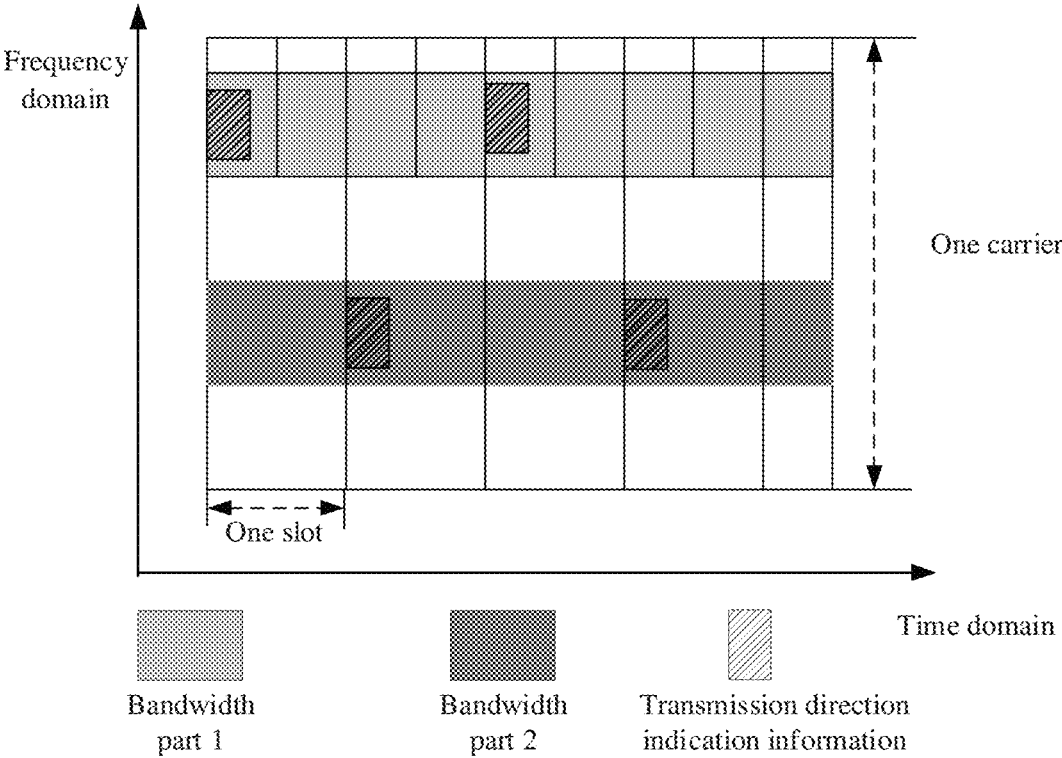 Frequency
domain
One carrier
One slot
Time domain
Bandwidth
part 1
Bandwidth
part 2
Transmission direction
indication information